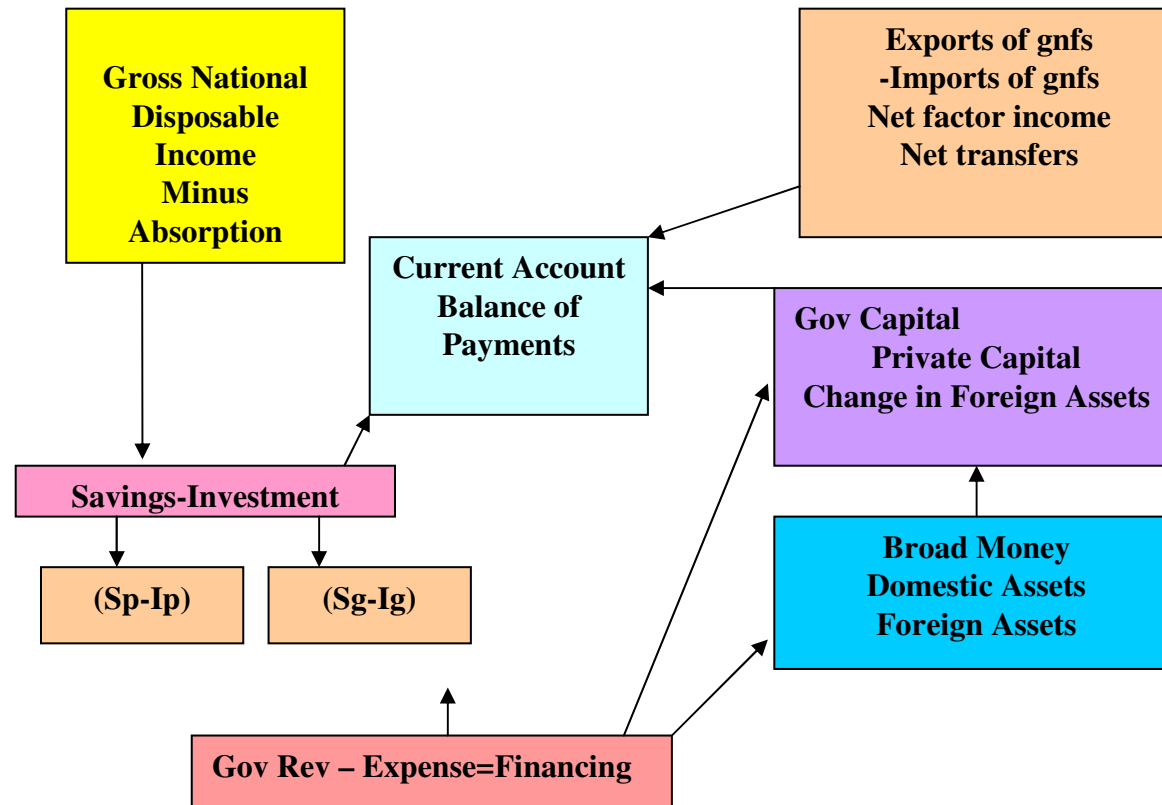 Gross National
Disposable
Income
Minus
Absorption
Exports of gnfs
-Imports of gnfs
Net factor income
Net transfers
Current Account
Balance of
Payments
Gov Capital
Private Capital
Change in Foreign Assets
Savings-Investment
(Sp-Ip)
(Sg-Ig)
Broad Money
Domestic Assets
Foreign Assets
Gov Rev – Expense=Financing